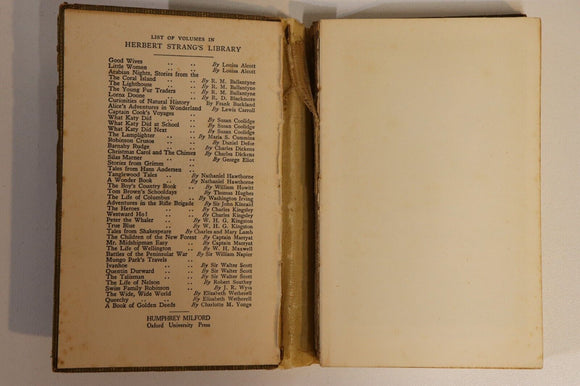 LIST OF VOLUMES IN
HERBERT STRANG'S LIBRARY
Good Wives .. .. By Louisa Alcott
Little Women .. .. By Louisa Alcott
Arabian Nights, Stories from the
The Coral Island .. .. By R. M. Ballantyne
The Lighthouse .. .. By R. M. Ballantyne
The Young Fur Traders .. By R. M. Ballantyne
Lorna Doone .. .. By R. D. Blackmore
Curiosities of Natural History By Frank Buckland
Alice's Adventures in Wonderland By Lewis Carroll
Captain Cook's Voyages .. ..
What Katy Did .. .. By Susan Coolidge
What Katy Did at School .. By Susan Coolidge
What Katy Did Next .. By Susan Coolidge
The Lamplighter .. .. By Maria S. Cummins
Robinson Crusoe .. .. By Daniel Defoe
Barnaby Rudge .. .. By Charles Dickens
Christmas Carol and The Chimes By Charles Dickens
Silas Marner .. .. By George Eliot
Stories from Grimm .. ..
Tales from Hans Andersen ..
Tanglewood Tales .. By Nathaniel Hawthorne
A Wonder Book .. By Nathaniel Hawthorne
The Boy's Country Book .. By William Howitt
Tom Brown's Schooldays .. By Thomas Hughes
The Life of Columbus .. By Washington Irving
Adventures in the Rifle Brigade By Sir John Kincaid
The Heroes .. .. By Charles Kingsley
Westward Ho! .. .. By Charles Kingsley
Peter the Whaler .. By W. H. G. Kingston
True Blue .. .. By W. H. G. Kingston
Tales from Shakespeare By Charles and Mary Lamb
The Children of the New Forest By Captain Marryat
Mr. Midshipman Easy .. By Captain Marryat
The Life of Wellington .. By W. H. Maxwell
Battles of the Peninsular War By Sir William Napier
Mungo Park's Travels .. ..
Ivanhoe .. .. By Sir Walter Scott
Quentin Durward .. By Sir Walter Scott
The Talisman .. .. By Sir Walter Scott
The Life of Nelson .. By Robert Southey
Swiss Family Robinson .. By J. R. Wyss
The Wide, Wide World By Elizabeth Wetherell
Queechy .. .. By Elizabeth Wetherell
A Book of Golden Deeds By Charlotte M. Yonge
HUMPHREY MILFORD
Oxford University Press